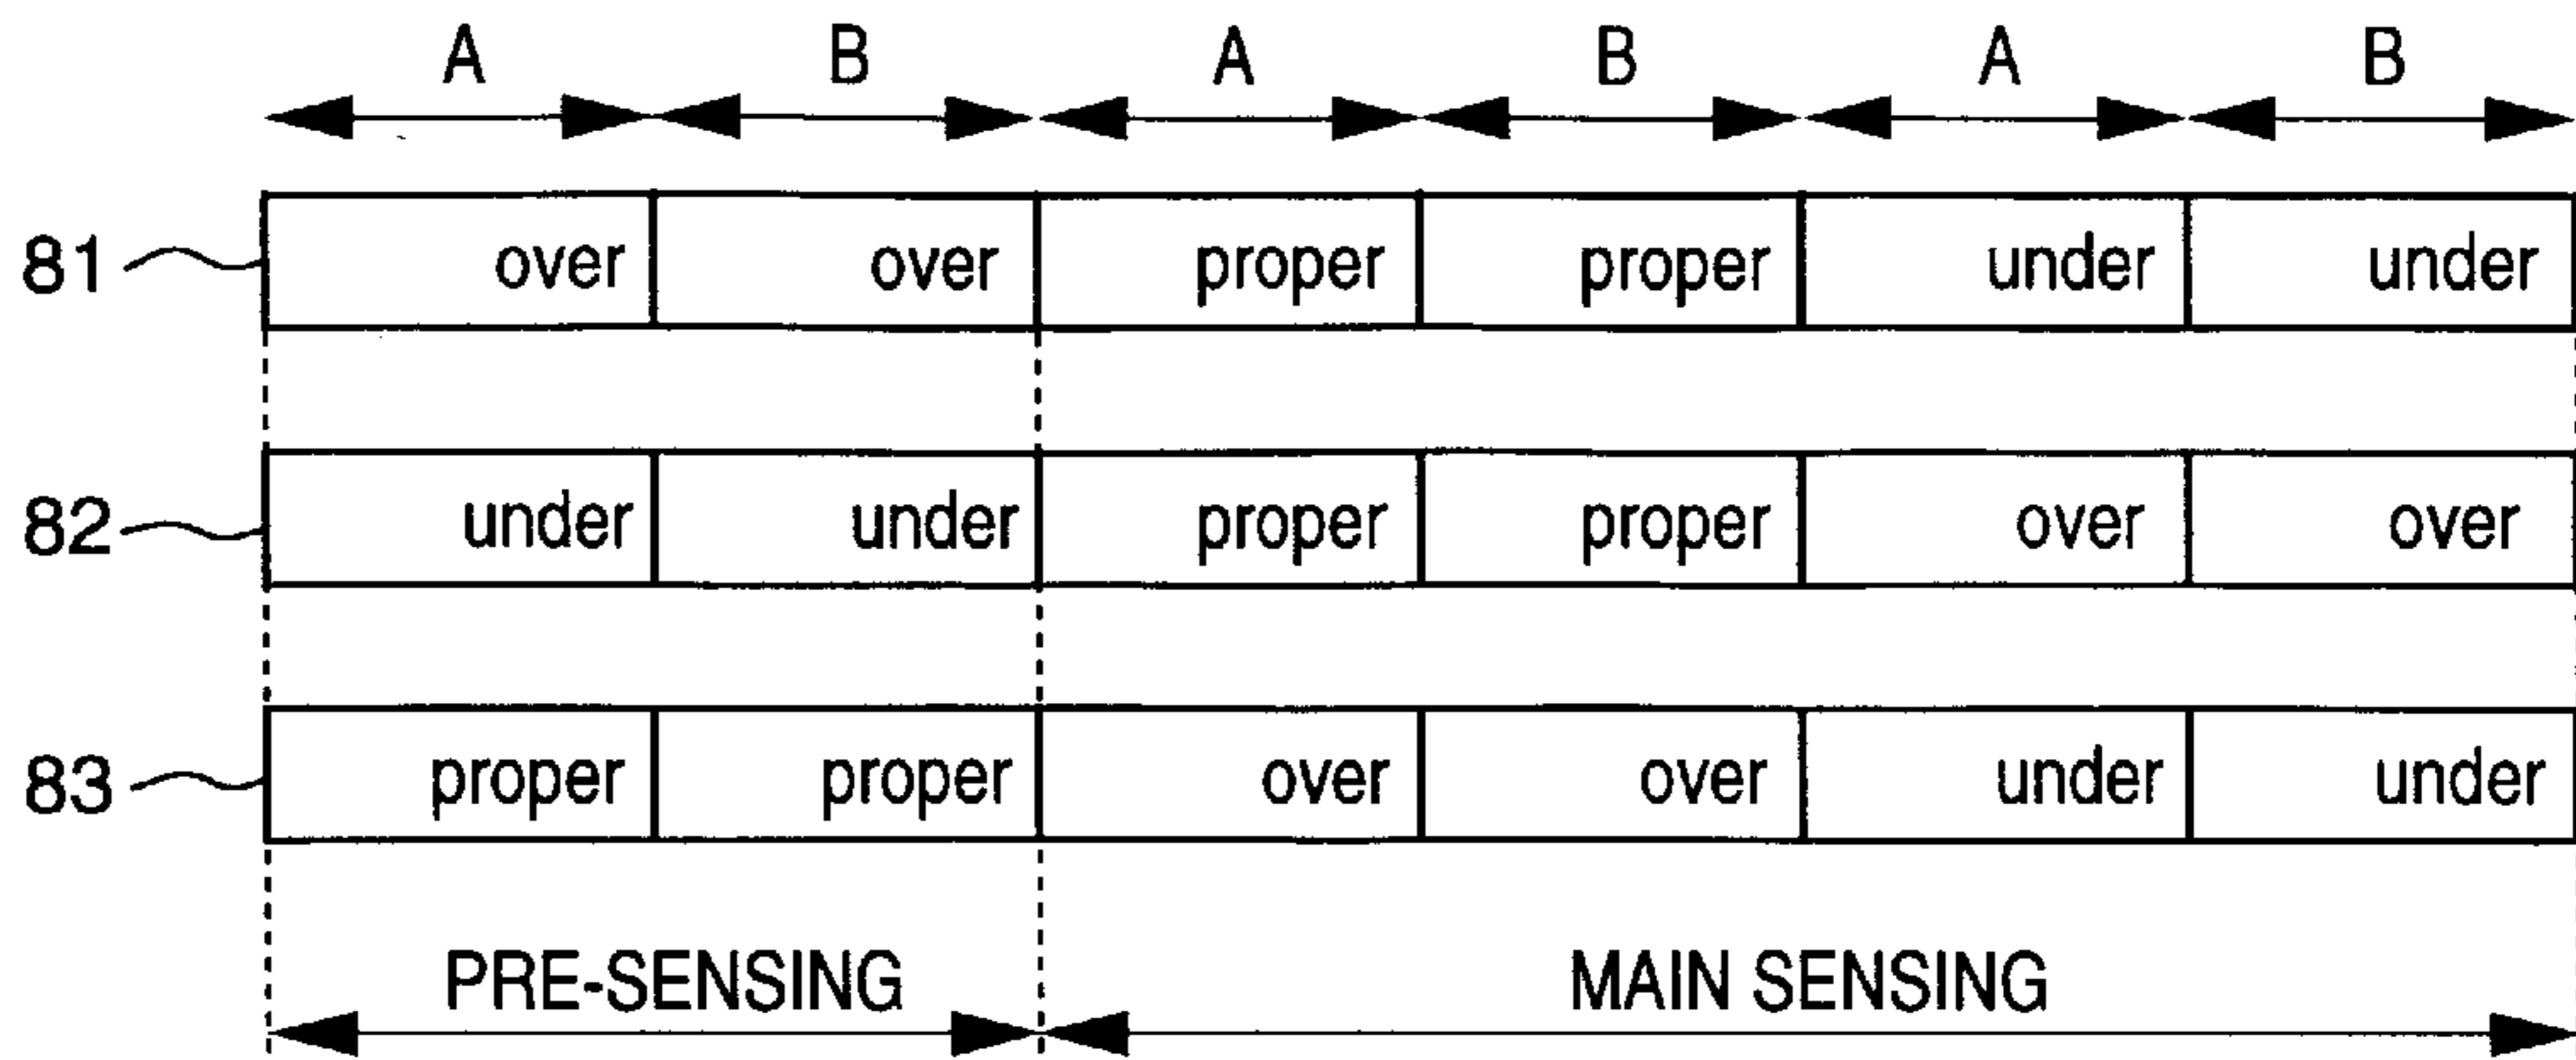 A B A B A B
81 over over proper proper under under
82 under under proper proper over over
83 proper proper over over under under
PRE-SENSING MAIN SENSING